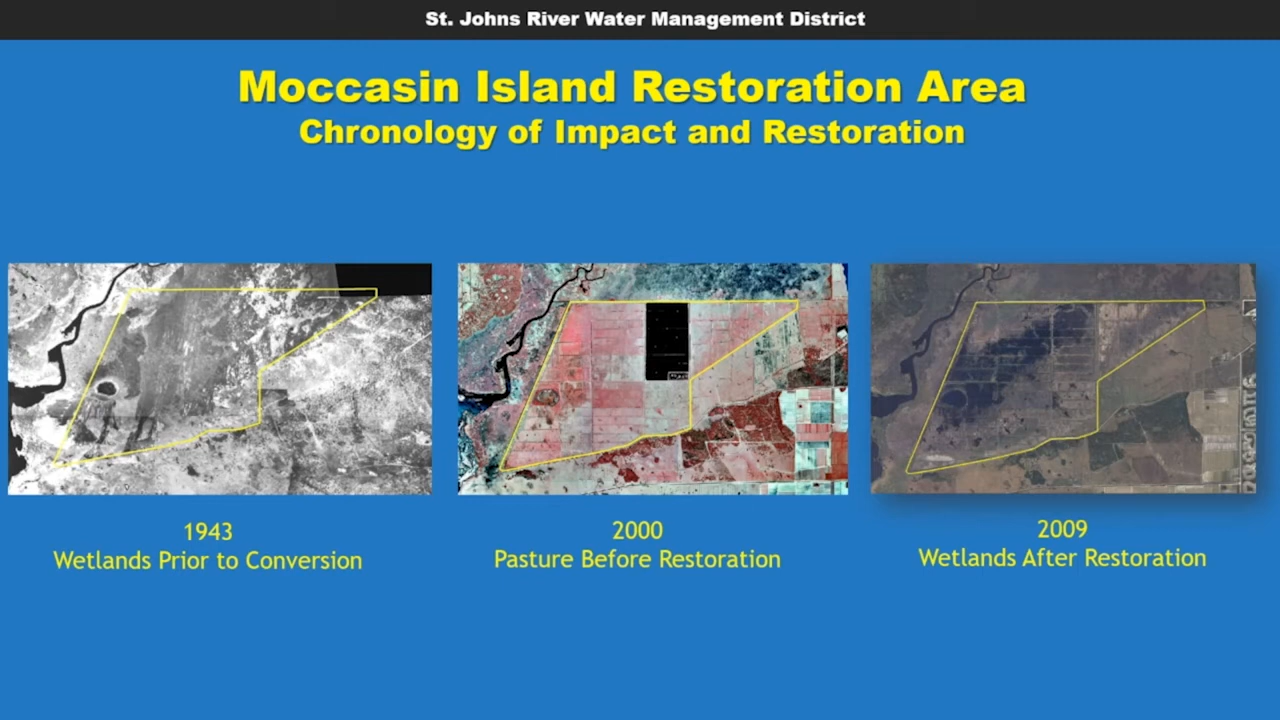 St. Johns River Water Management District
Moccasin Island Restoration Area
Chronology of Impact and Restoration
1943
Wetlands Prior to Conversion
2000
Pasture Before Restoration
2009
Wetlands After Restoration